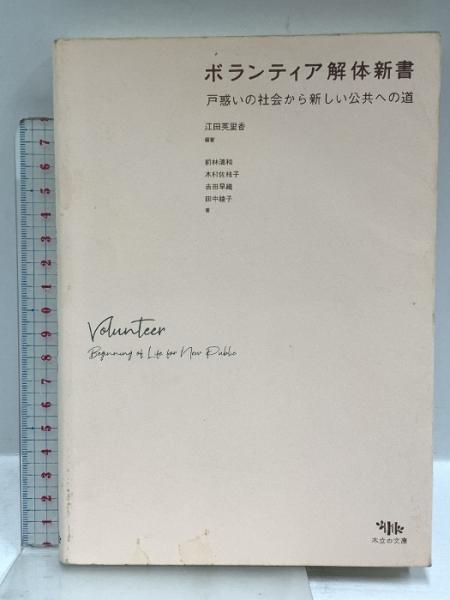 ボランティア解体新書
戸惑いの社会から新しい公共への道
江田英里香
編著
前林清和
木村佐枝子
吉田早織
田中綾子
著
Volunteer
Beginning of Life for New Public
木立の文庫